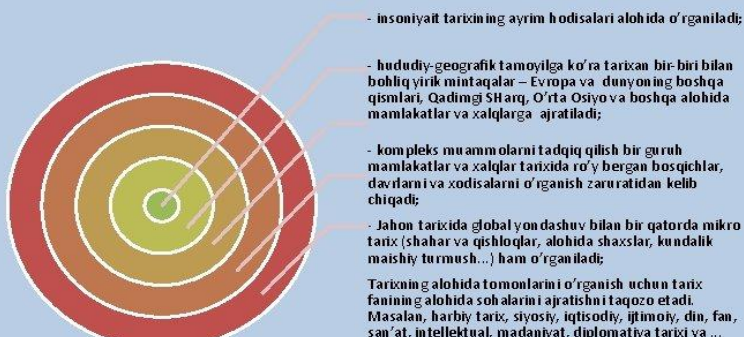 - insoniyait tarixining ayrim hodisalari alohida o’rganiladi;
- hududiy-geografik tamoyilga ko’ra tarixan bir-biri bilan
bohliq yirik mintaqalar – Evropa va dunyoning boshqa
qismlari, Qadimgi SHarq, O’rta Osiyo va boshqa alohida
mamlakatlar va xalqlarga ajratiladi;
- kompleks muammolarni tadqiq qilish bir guruh
mamlakatlar va xalqlar tarixida ro’y bergan bosqichlar,
davrlarni va xodisalarni o’rganish zaruratidan kelib
chiqadi;
- Jahon tarixida global yondashuv bilan bir qatorda mikro
tarix (shahar va qishloqlar, alohida shaxslar, kundalik
maishiy turmush...) ham o’rganiladi;
Tarixning alohida tomonlarini o’rganish uchun tarix
fanining alohida sohalarini ajratishni taqozo etadi.
Masalan, harbiy tarix, siyosiy, iqtisodiy, ijtimoiy, din, fan,
san’at, intellektual, madaniyat, diplomatiya tarixi va ...